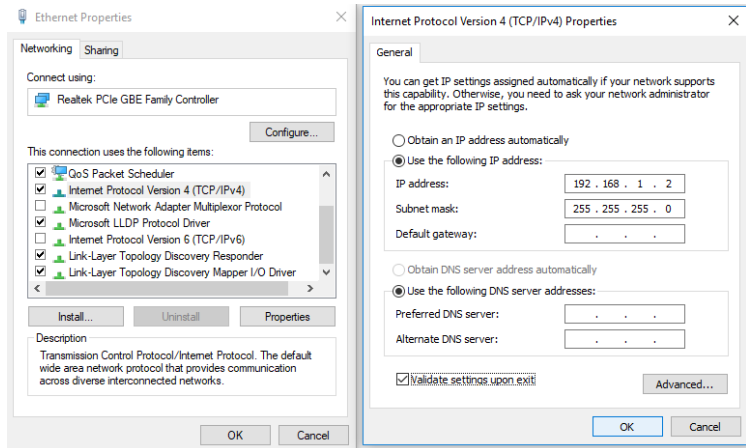 Ethernet Properties
Networking
Sharing
Connect using:
Realtek PCIe GBE Family Controller
Configure...
This connection uses the following items:
QoS Packet Scheduler
Internet Protocol Version 4 (TCP/IPv4)
Microsoft Network Adapter Multiplexor Protocol
Microsoft LLDP Protocol Driver
Internet Protocol Version 6 (TCP/IPv6)
Link-Layer Topology Discovery Responder
Link-Layer Topology Discovery Mapper I/O Driver
Install...
Uninstall
Properties
Description
Transmission Control Protocol/Internet Protocol. The default
wide area network protocol that provides communication
across diverse interconnected networks.
OK
Cancel
Internet Protocol Version 4 (TCP/IPv4) Properties
General
You can get IP settings assigned automatically if your network supports
this capability. Otherwise, you need to ask your network administrator
for the appropriate IP settings.
Obtain an IP address automatically
Use the following IP address:
IP address: 192 . 168 . 1 . 2
Subnet mask: 255 . 255 . 255 . 0
Default gateway: . . .
Obtain DNS server address automatically
Use the following DNS server addresses:
Preferred DNS server: . . .
Alternate DNS server: . . .
Validate settings upon exit
Advanced...
OK
Cancel